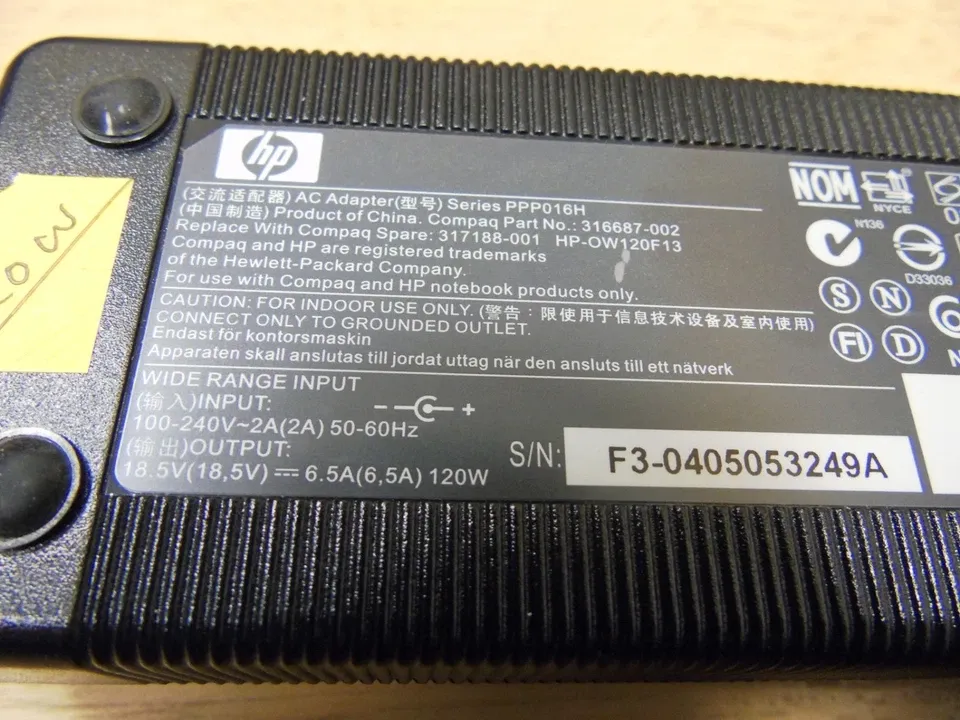 hp
(交流适配器) AC Adapter(型号) Series PPP016H
(中国制造) Product of China. Compaq Part No.: 316687-002
Replace With Compaq Spare: 317188-001 HP-OW120F13
Compaq and HP are registered trademarks
of the Hewlett-Packard Company.
For use with Compaq and HP notebook products only.
CAUTION: FOR INDOOR USE ONLY. (警告：限使用于信息技术设备及室内使用)
CONNECT ONLY TO GROUNDED OUTLET.
Endast för kontorsmaskin
Apparaten skall anslutas till jordat uttag när den ansluts till ett nätverk
WIDE RANGE INPUT
(输入)INPUT:
100-240V~2A(2A) 50-60Hz
- +
(输出)OUTPUT:
18.5V(18,5V) ⎓ 6.5A(6,5A) 120W
S/N: F3-0405053249A
NOM
NYCE
N136
D33036
S N
FI D